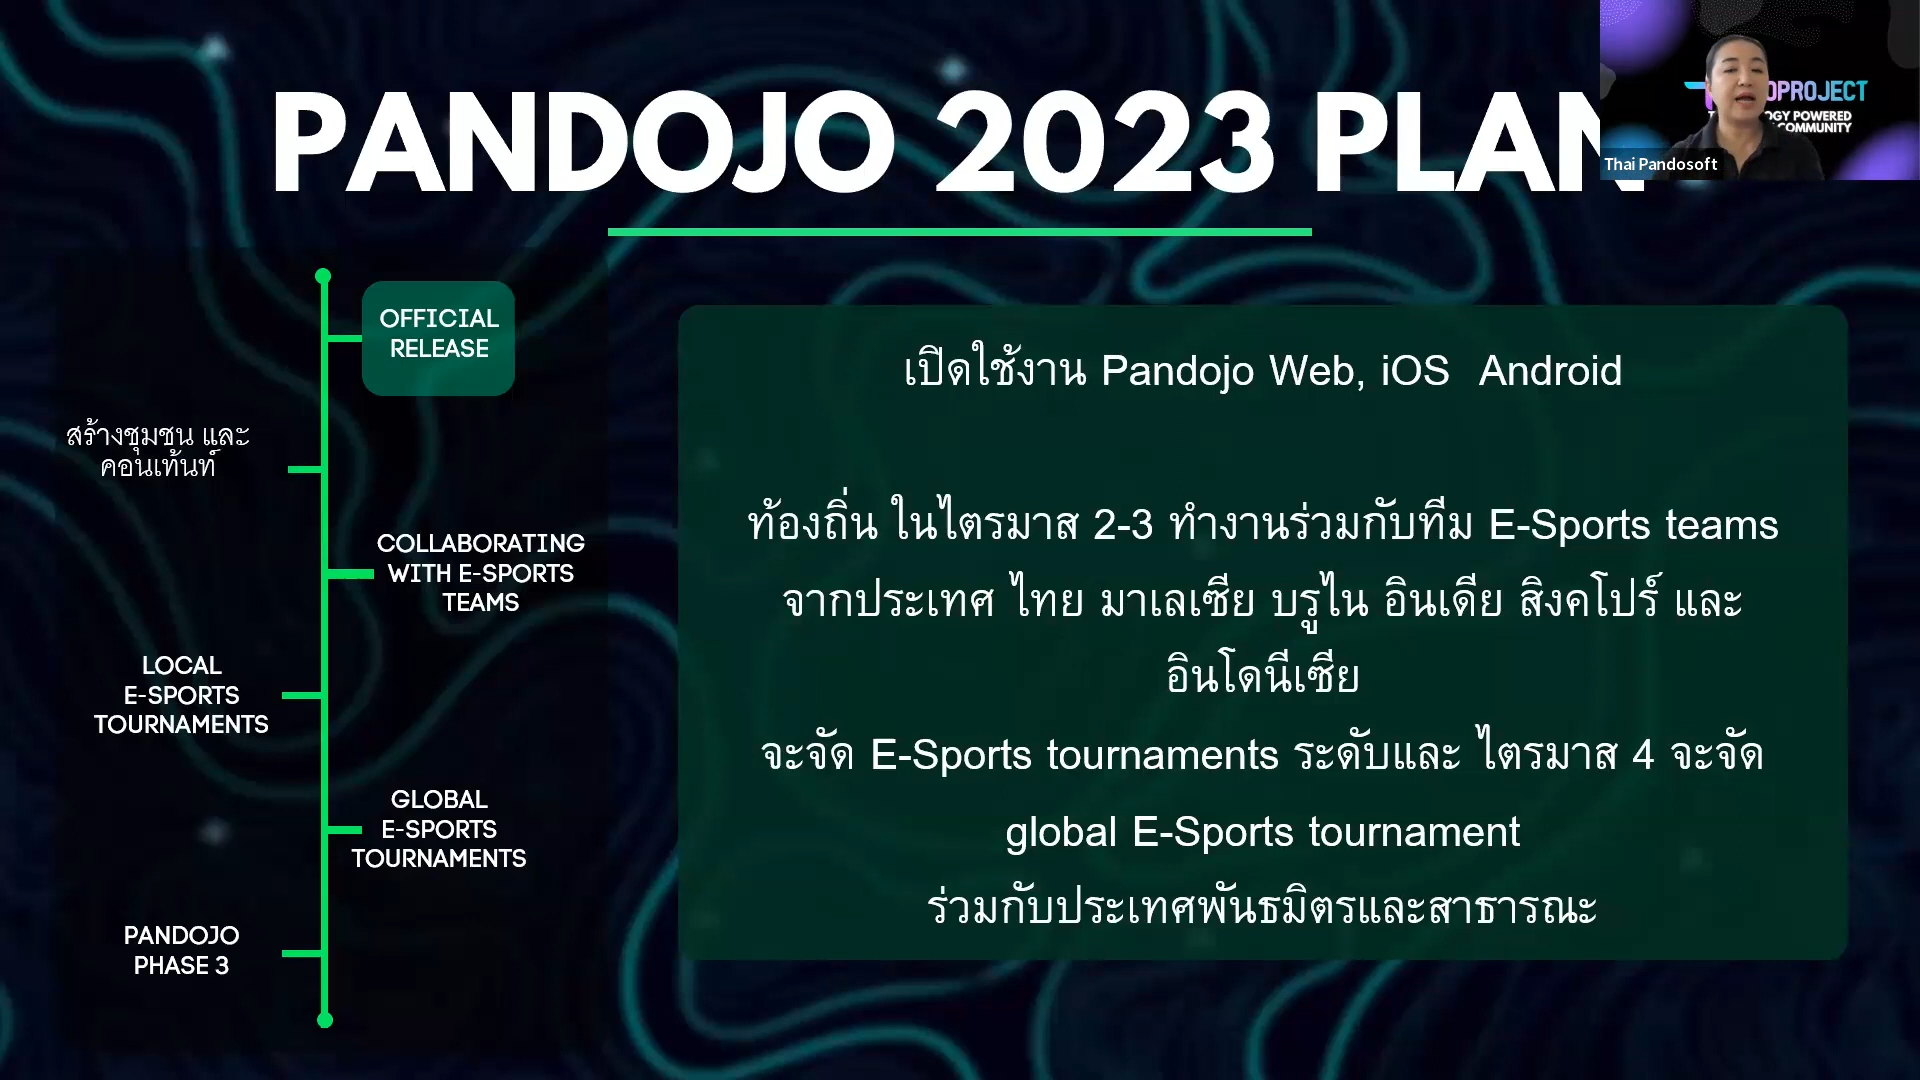 PANDOJO 2023 PLAN
OPROJECT
OGY POWERED
COMMUNITY
Thai Pandosoft
OFFICIAL
RELEASE
สร้างชุมชน และ
คอนเท้นท์
COLLABORATING
WITH E-SPORTS
TEAMS
LOCAL
E-SPORTS
TOURNAMENTS
GLOBAL
E-SPORTS
TOURNAMENTS
PANDOJO
PHASE 3
เปิดใช้งาน Pandojo Web, iOS Android
ท้องถิ่น ในไตรมาส 2-3 ทำงานร่วมกับทีม E-Sports teams
จากประเทศ ไทย มาเลเซีย บรูไน อินเดีย สิงคโปร์ และ
อินโดนีเซีย
จะจัด E-Sports tournaments ระดับและ ไตรมาส 4 จะจัด
global E-Sports tournament
ร่วมกับประเทศพันธมิตรและสาธารณะ